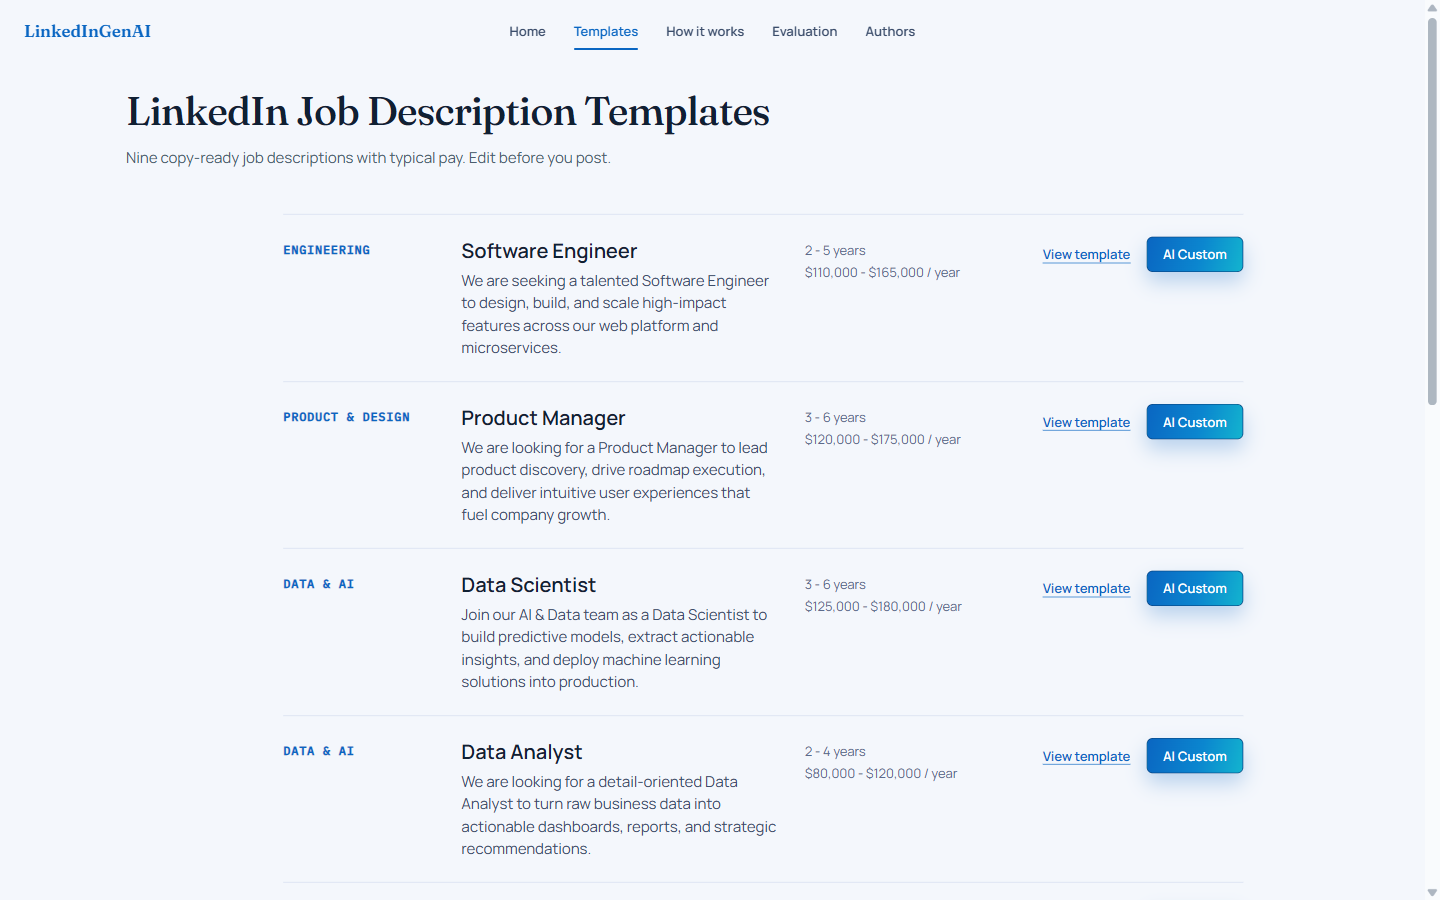 LinkedInGenAI
Home
Templates
How it works
Evaluation
Authors
LinkedIn Job Description Templates
Nine copy-ready job descriptions with typical pay. Edit before you post.
ENGINEERING
Software Engineer
We are seeking a talented Software Engineer
to design, build, and scale high-impact
features across our web platform and
microservices.
2 - 5 years
$110,000 - $165,000 / year
View template
AI Custom
PRODUCT & DESIGN
Product Manager
We are looking for a Product Manager to lead
product discovery, drive roadmap execution,
and deliver intuitive user experiences that
fuel company growth.
3 - 6 years
$120,000 - $175,000 / year
View template
AI Custom
DATA & AI
Data Scientist
Join our AI & Data team as a Data Scientist to
build predictive models, extract actionable
insights, and deploy machine learning
solutions into production.
3 - 6 years
$125,000 - $180,000 / year
View template
AI Custom
DATA & AI
Data Analyst
We are looking for a detail-oriented Data
Analyst to turn raw business data into
actionable dashboards, reports, and strategic
recommendations.
2 - 4 years
$80,000 - $120,000 / year
View template
AI Custom